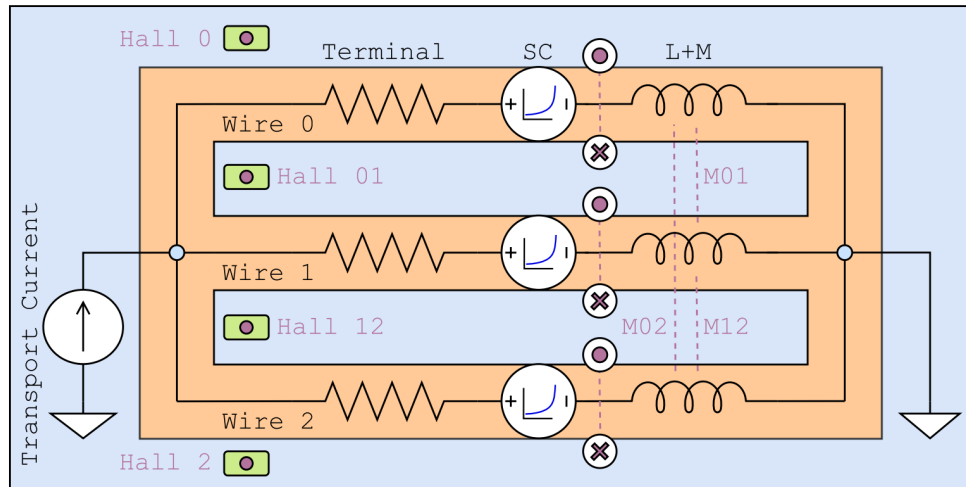 Hall 0
Terminal
SC
L+M
Wire 0
+
Hall 01
M01
Wire 1
+
Hall 12
M02
M12
Wire 2
+
Hall 2
Transport Current